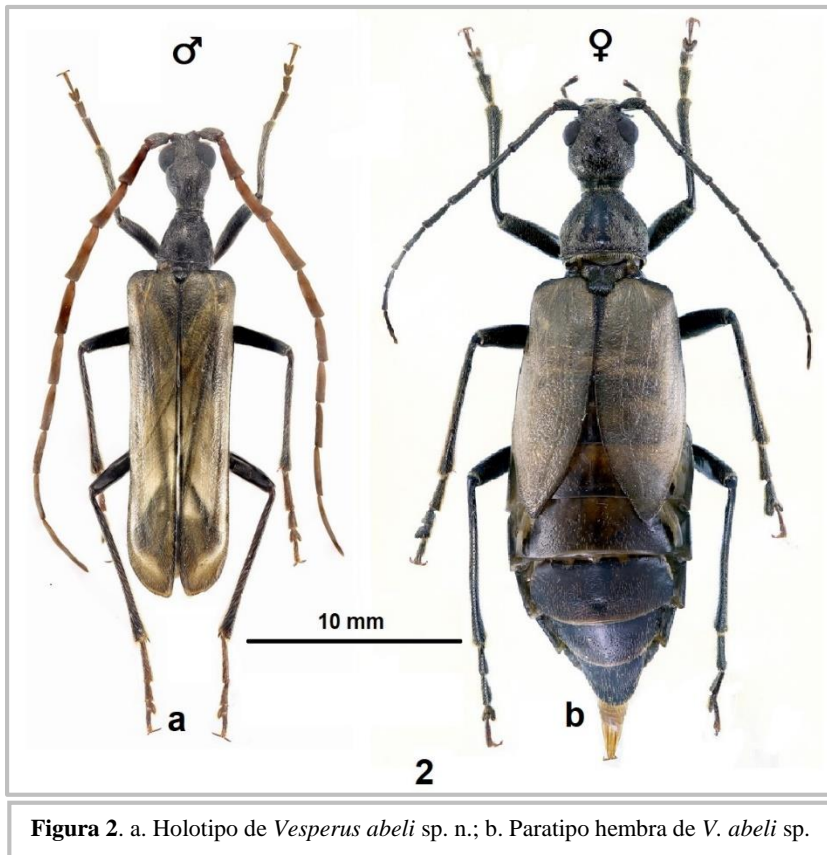 ♂ ♀
10 mm
a b
2
Figura 2. a. Holotipo de Vesperus abeli sp. n.; b. Paratipo hembra de V. abeli sp.